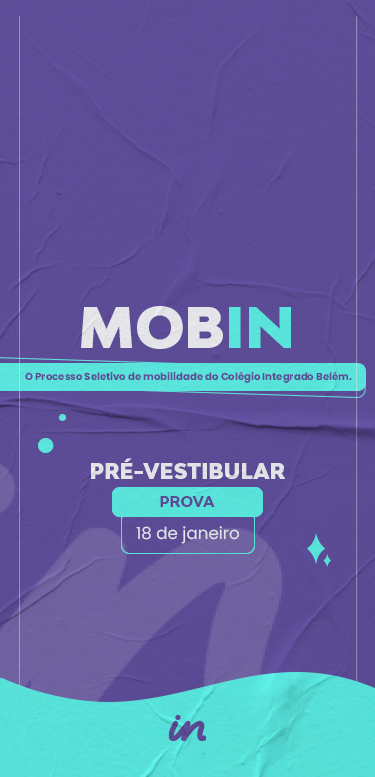 MOBIN
O Processo Seletivo de mobilidade do Colégio Integrado Belém.
PRÉ-VESTIBULAR
PROVA
18 de janeiro
in